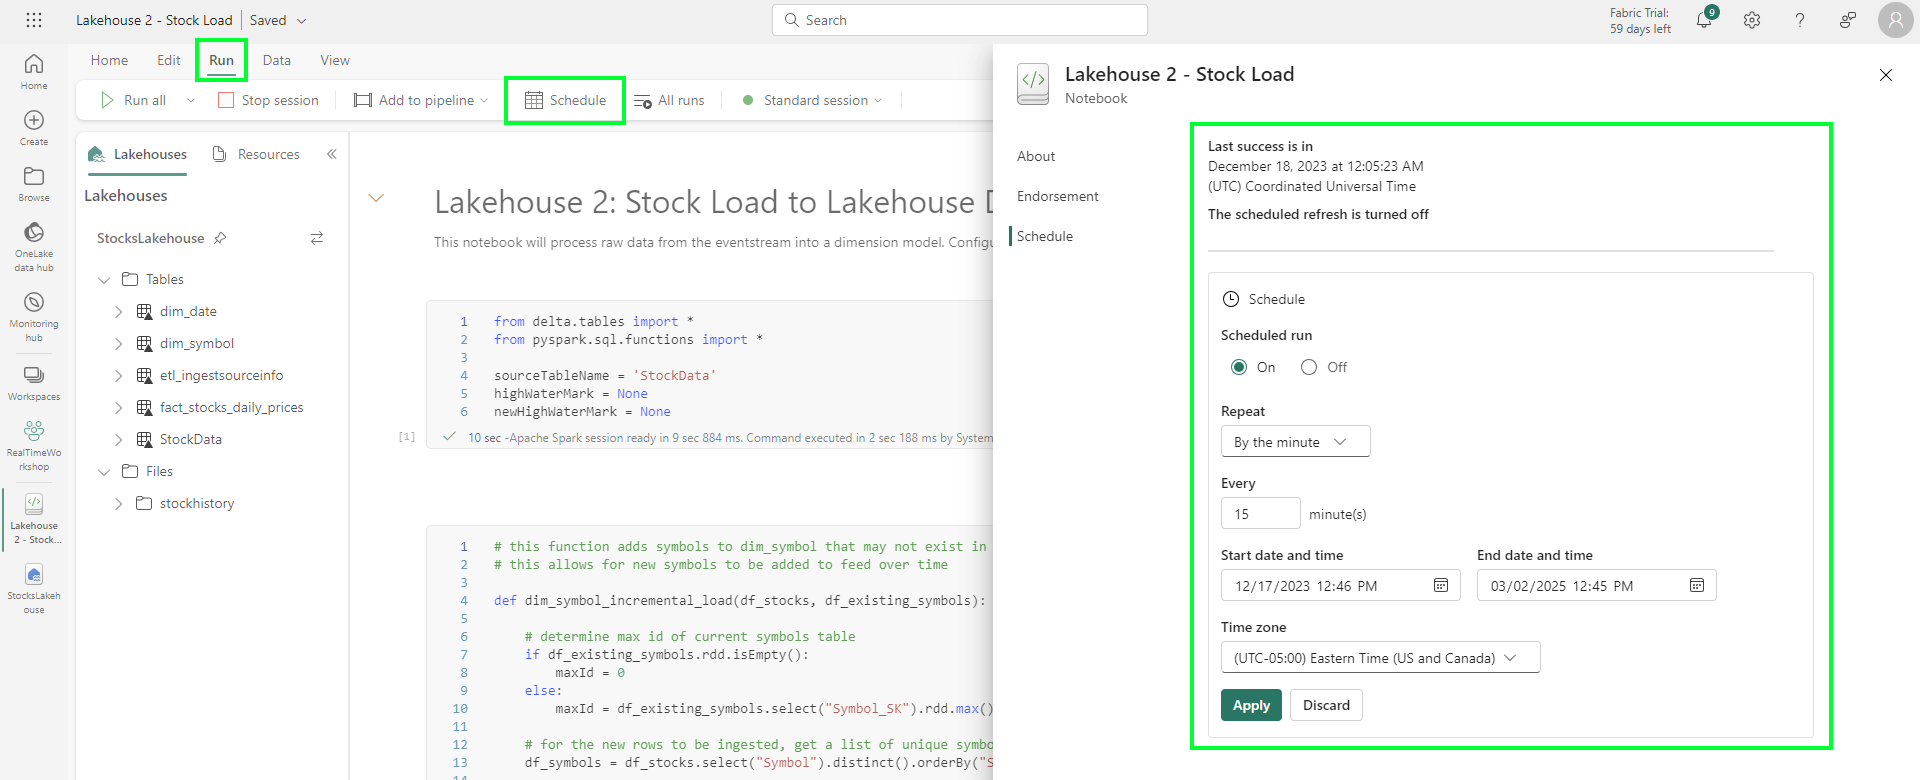 Lakehouse 2 - Stock Load
Saved
Search
Fabric Trial:
59 days left
9
Home
Edit
Run
Data
View
Run all
Stop session
Add to pipeline
Schedule
All runs
Standard session
Home
Create
Browse
OneLake
data hub
Monitoring
hub
Workspaces
RealTimeWo
rkshop
Lakehouse
2 - Stock...
StocksLakeh
ouse
Lakehouses
Resources
Lakehouses
StocksLakehouse
Tables
dim_date
dim_symbol
etl_ingestsourceinfo
fact_stocks_daily_prices
StockData
Files
stockhistory
Lakehouse 2: Stock Load to Lakehouse
This notebook will process raw data from the eventstream into a dimension model. Configu
1 from delta.tables import *
2 from pyspark.sql.functions import *
3
4 sourceTableName = 'StockData'
5 highWaterMark = None
6 newHighWaterMark = None
[1]
10 sec -Apache Spark session ready in 9 sec 884 ms. Command executed in 2 sec 188 ms by System
1 # this function adds symbols to dim_symbol that may not exist in
2 # this allows for new symbols to be added to feed over time
3
4 def dim_symbol_incremental_load(df_stocks, df_existing_symbols):
5
6 # determine max id of current symbols table
7 if df_existing_symbols.rdd.isEmpty():
8 maxId = 0
9 else:
10 maxId = df_existing_symbols.select("Symbol_SK").rdd.max()
11
12 # for the new rows to be ingested, get a list of unique symbo
13 df_symbols = df_stocks.select("Symbol").distinct().orderBy("S
Lakehouse 2 - Stock Load
Notebook
About
Endorsement
Schedule
Last success is in
December 18, 2023 at 12:05:23 AM
(UTC) Coordinated Universal Time
The scheduled refresh is turned off
Schedule
Scheduled run
On
Off
Repeat
By the minute
Every
15
minute(s)
Start date and time
End date and time
12/17/2023 12:46 PM
03/02/2025 12:45 PM
Time zone
(UTC-05:00) Eastern Time (US and Canada)
Apply
Discard